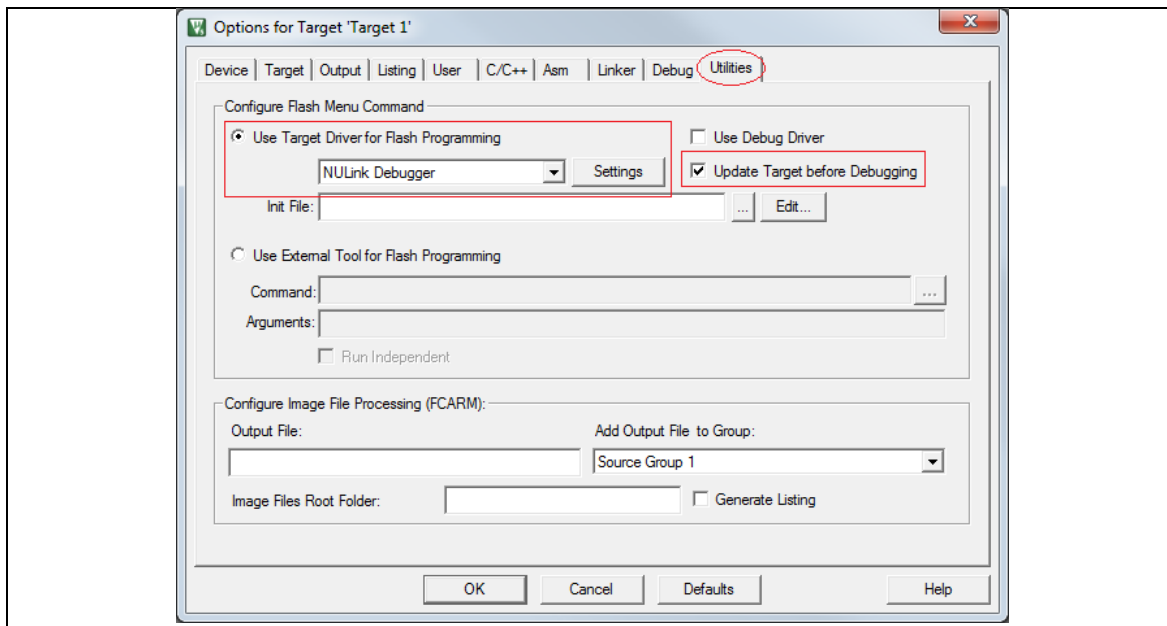 Options for Target 'Target 1'
Device Target Output Listing User C/C++ Asm Linker Debug Utilities
Configure Flash Menu Command
Use Target Driver for Flash Programming Use Debug Driver
NULink Debugger Settings Update Target before Debugging
Init File: ... Edit...
Use External Tool for Flash Programming
Command: ...
Arguments:
Run Independent
Configure Image File Processing (FCARM):
Output File: Add Output File to Group:
Source Group 1
Image Files Root Folder: Generate Listing
OK Cancel Defaults Help